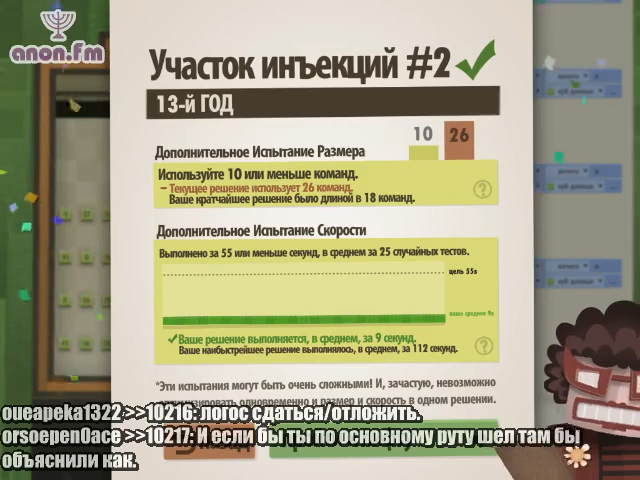 anon.fm
Участок инъекций #2
13-й ГОД
10 26
Дополнительное Испытание Размера
Используйте 10 или меньше команд.
– Текущее решение использует 26 команд.
Ваше кратчайшее решение было длиной в 18 команд.
?
Дополнительное Испытание Скорости
Выполнено за 55 или меньше секунд, в среднем за 25 случайных тестов.
цель 55s
ваше среднее 9s
Ваше решение выполняется, в среднем, за 9 секунд.
Ваше наибыстрейшее решение выполнялось, в среднем, за 112 секунд.
?
*Эти испытания могут быть очень сложными! И, зачастую, невозможно
одновременно и размер и скорость в одном решении.
oueapeka1322 >>10216: логос сдаться/отложить.
orsoepen0ace >>10217: И если бы ты по основному руту шел там бы
объяснили как.